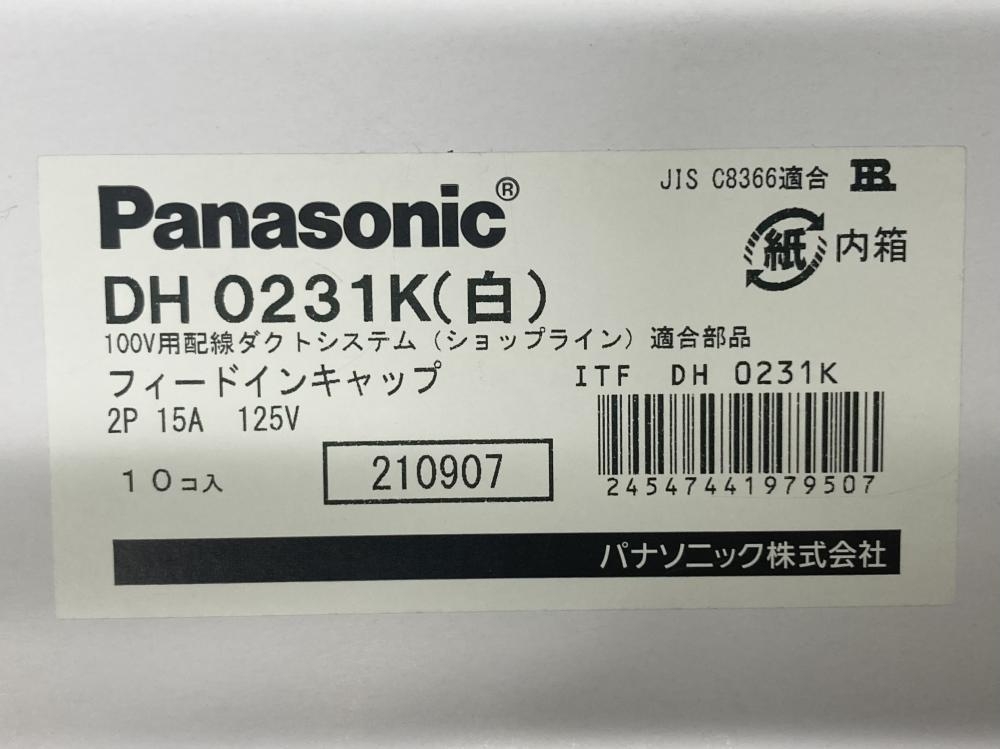 Panasonic®
JIS C8366適合
紙 内箱
DH 0231K(白)
100V用配線ダクトシステム(ショップライン)適合部品
フィードインキャップ
ITF DH 0231K
2P 15A 125V
24547441979507
10コ入
210907
パナソニック株式会社